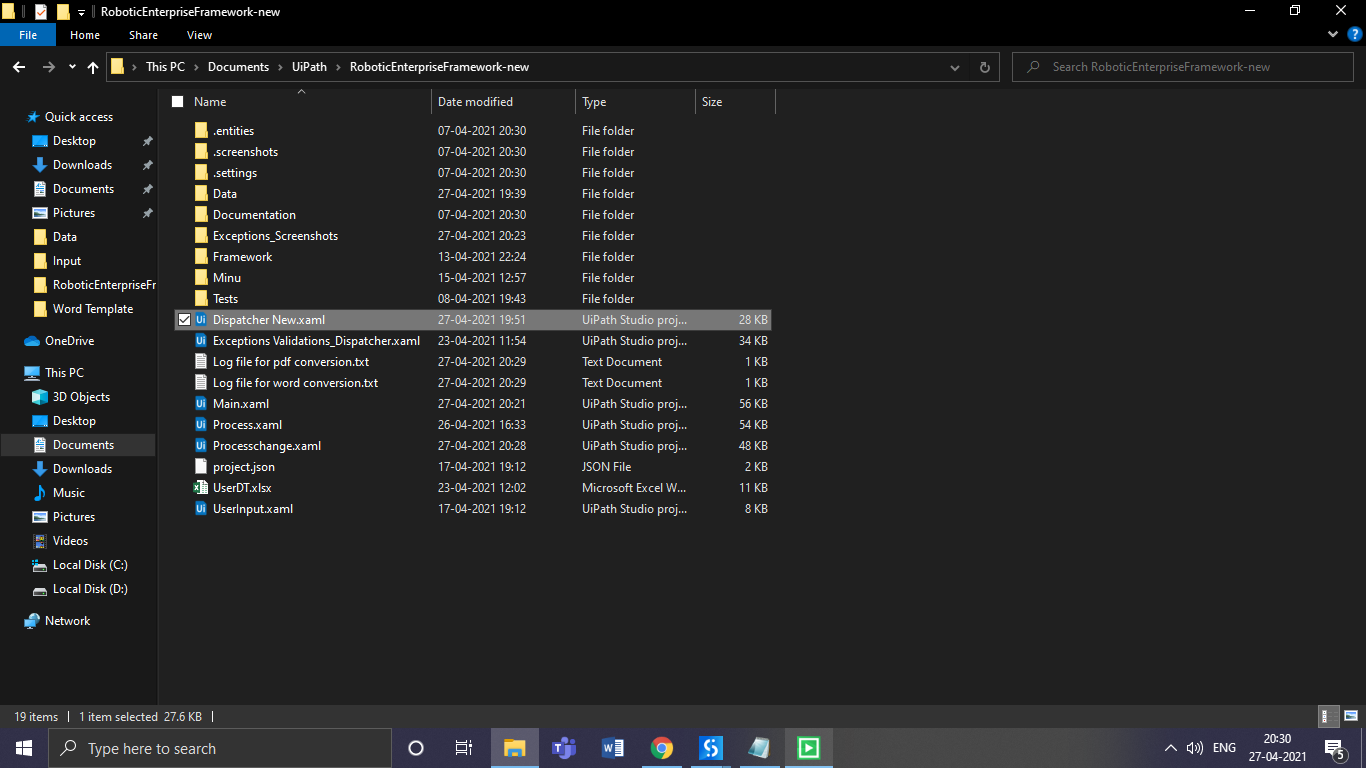 RoboticEnterpriseFramework-new
File Home Share View
This PC Documents UiPath RoboticEnterpriseFramework-new
Search RoboticEnterpriseFramework-new
Quick access
Desktop
Downloads
Documents
Pictures
Data
Input
RoboticEnterpriseFr
Word Template
OneDrive
This PC
3D Objects
Desktop
Documents
Downloads
Music
Pictures
Videos
Local Disk (C:)
Local Disk (D:)
Network
Name Date modified Type Size
.entities 07-04-2021 20:30 File folder
.screenshots 07-04-2021 20:30 File folder
.settings 07-04-2021 20:30 File folder
Data 27-04-2021 19:39 File folder
Documentation 07-04-2021 20:30 File folder
Exceptions_Screenshots 27-04-2021 20:23 File folder
Framework 13-04-2021 22:24 File folder
Minu 15-04-2021 12:57 File folder
Tests 08-04-2021 19:43 File folder
Ui Dispatcher New.xaml 27-04-2021 19:51 UiPath Studio proj... 28 KB
Ui Exceptions Validations_Dispatcher.xaml 23-04-2021 11:54 UiPath Studio proj... 34 KB
Log file for pdf conversion.txt 27-04-2021 20:29 Text Document 1 KB
Log file for word conversion.txt 27-04-2021 20:29 Text Document 1 KB
Ui Main.xaml 27-04-2021 20:21 UiPath Studio proj... 56 KB
Ui Process.xaml 26-04-2021 16:33 UiPath Studio proj... 54 KB
Ui Processchange.xaml 27-04-2021 20:28 UiPath Studio proj... 48 KB
project.json 17-04-2021 19:12 JSON File 2 KB
UserDT.xlsx 23-04-2021 12:02 Microsoft Excel W... 11 KB
Ui UserInput.xaml 17-04-2021 19:12 UiPath Studio proj... 8 KB
19 items 1 item selected 27.6 KB
Type here to search
ENG
20:30
27-04-2021
5